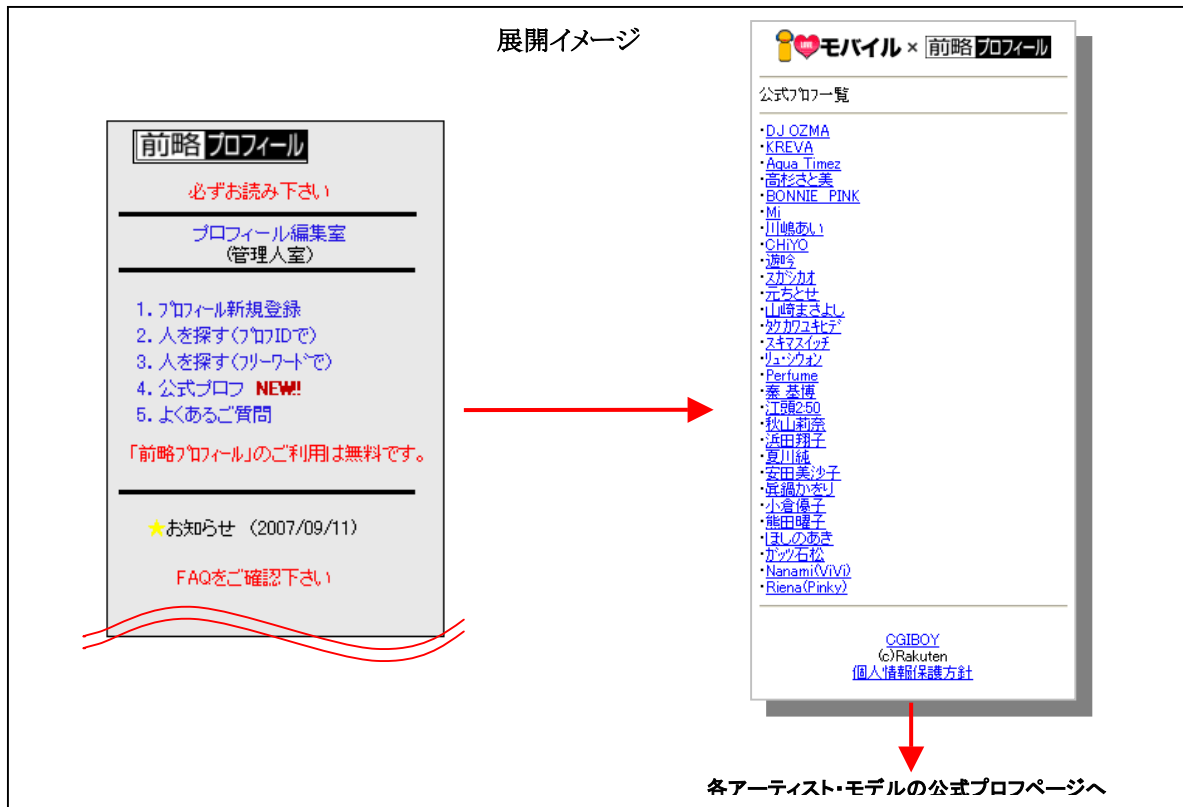 展開イメージ
前略プロフィール
必ずお読み下さい
プロフィール編集室
(管理人室)
1. プロフィール新規登録
2. 人を探す(プロフIDで)
3. 人を探す(フリーワードで)
4. 公式プロフ NEW!!
5. よくあるご質問
「前略プロフィール」のご利用は無料です。
★お知らせ (2007/09/11)
FAQをご確認下さい
LOVE モバイル × 前略プロフィール
公式プロフ一覧
・DJ OZMA
・KREVA
・Aqua Timez
・高杉さと美
・BONNIE PINK
・Mi
・川嶋あい
・CHiYO
・遊吟
・スガシカオ
・元ちとせ
・山崎まさよし
・タケカワユキヒデ
・スキマスイッチ
・リュ・シウォン
・Perfume
・秦 基博
・江頭2:50
・秋山莉奈
・浜田翔子
・夏川純
・安田美沙子
・眞鍋かをり
・小倉優子
・熊田曜子
・ほしのあき
・ガッツ石松
・Nanami(ViVi)
・Riena(Pinky)
CGIBOY
(c)Rakuten
個人情報保護方針
各アーティスト・モデルの公式プロフページへ